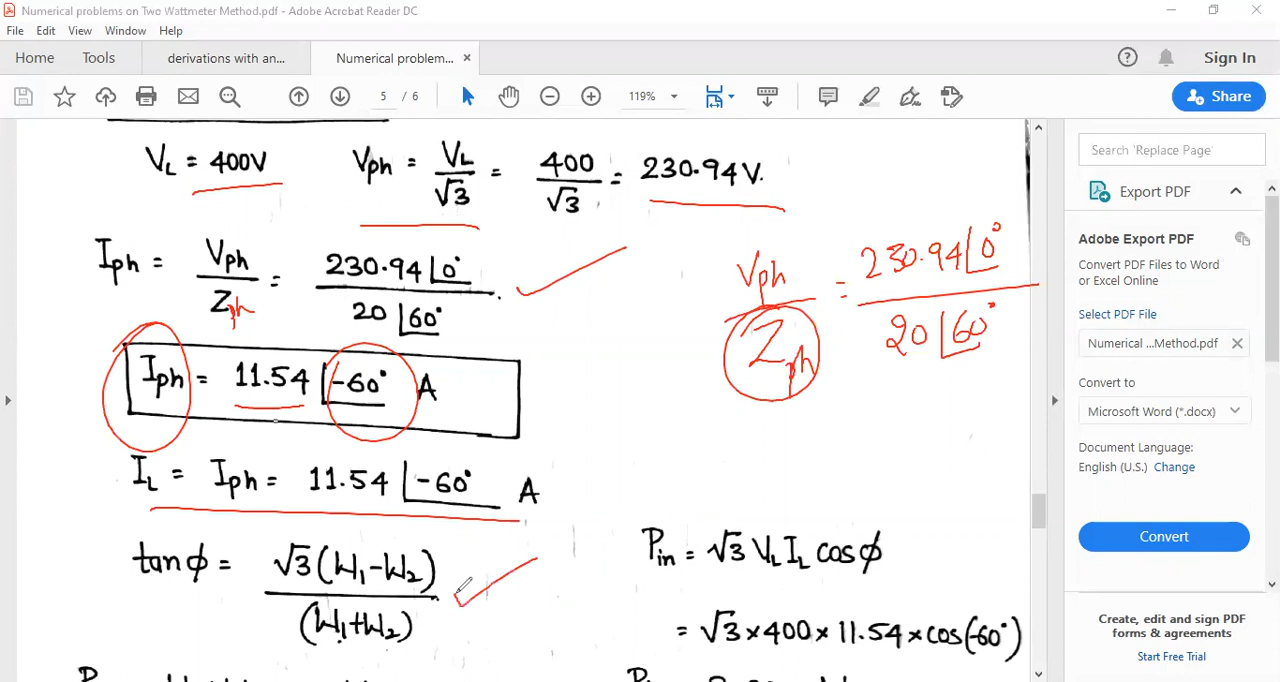 Numerical problems on Two Wattmeter Method.pdf - Adobe Acrobat Reader DC
File Edit View Window Help
Home Tools derivations with an... Numerical problem... × Sign In
5 / 6 119% Share
V_L = 400V V_ph = V_L/√3 = 400/√3 = 230.94V.
I_ph = V_ph/Z_ph = 230.94∠0°/20∠60°
V_ph/Z_ph = 230.94∠0°/20∠60°
I_ph = 11.54 ∠-60° A
I_L = I_ph = 11.54 ∠-60° A
tanϕ = √3(W₁-W₂)/(W₁+W₂)
P_in = √3 V_L I_L cosϕ
= √3×400×11.54×cos(-60°)
Search 'Replace Page'
Export PDF
Adobe Export PDF
Convert PDF Files to Word
or Excel Online
Select PDF File
Numerical ...Method.pdf ×
Convert to
Microsoft Word (*.docx)
Document Language:
English (U.S.) Change
Convert
Create, edit and sign PDF
forms & agreements
Start Free Trial